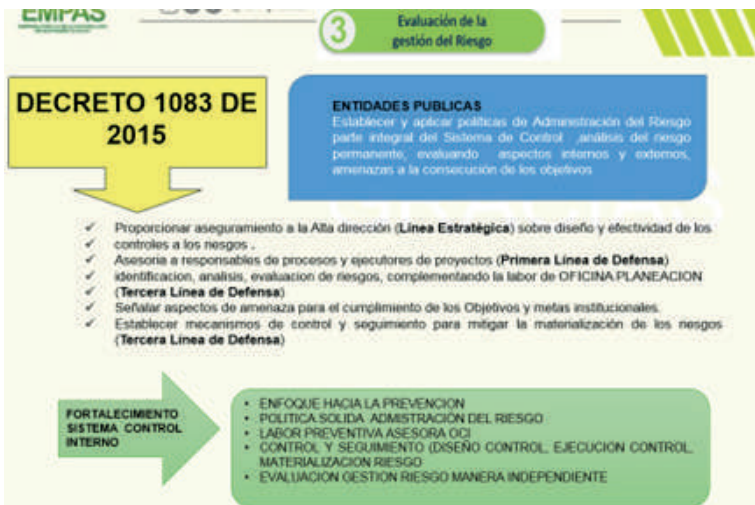 EMPAS
3
Evaluación de la
gestión del Riesgo
DECRETO 1083 DE
2015
ENTIDADES PUBLICAS
Establecer y aplicar políticas de Administración del Riesgo
parte integral del Sistema de Control ,análisis del riesgo
permanente, evaluando aspectos internos y externos,
amenazas a la consecución de los objetivos
✓ Proporcionar aseguramiento a la Alta dirección (Línea Estratégica) sobre diseño y efectividad de los
✓ controles a los riesgos .
✓ Asesoria a responsables de procesos y ejecutores de proyectos (Primera Línea de Defensa)
✓ identificacion, analisis, evaluacion de riesgos, complementando la labor de OFICINA PLANEACION
✓ (Tercera Línea de Defensa)
✓ Señalar aspectos de amenaza para el cumplimiento de los Objetivos y metas institucionales.
✓ Establecer mecanismos de control y seguimiento para mitigar la materialización de los riesgos
(Tercera Línea de Defensa)
FORTALECIMIENTO
SISTEMA CONTROL
INTERNO
• ENFOQUE HACIA LA PREVENCION
• POLITICA SOLIDA ADMISTRACIÓN DEL RIESGO
• LABOR PREVENTIVA ASESORA OCI
• CONTROL Y SEGUIMIENTO (DISEÑO CONTROL, EJECUCION CONTROL,
MATERIALIZACION RIESGO
• EVALUACIÓN GESTION RIESGO MANERA INDEPENDIENTE